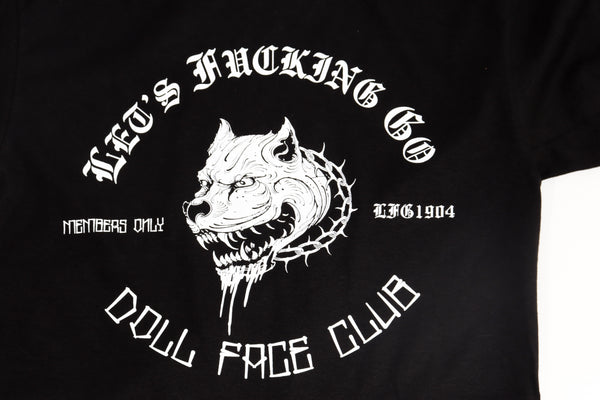 LET'S FUCKING GO
MEMBERS ONLY
LFG1904
DOLL FACE CLUB